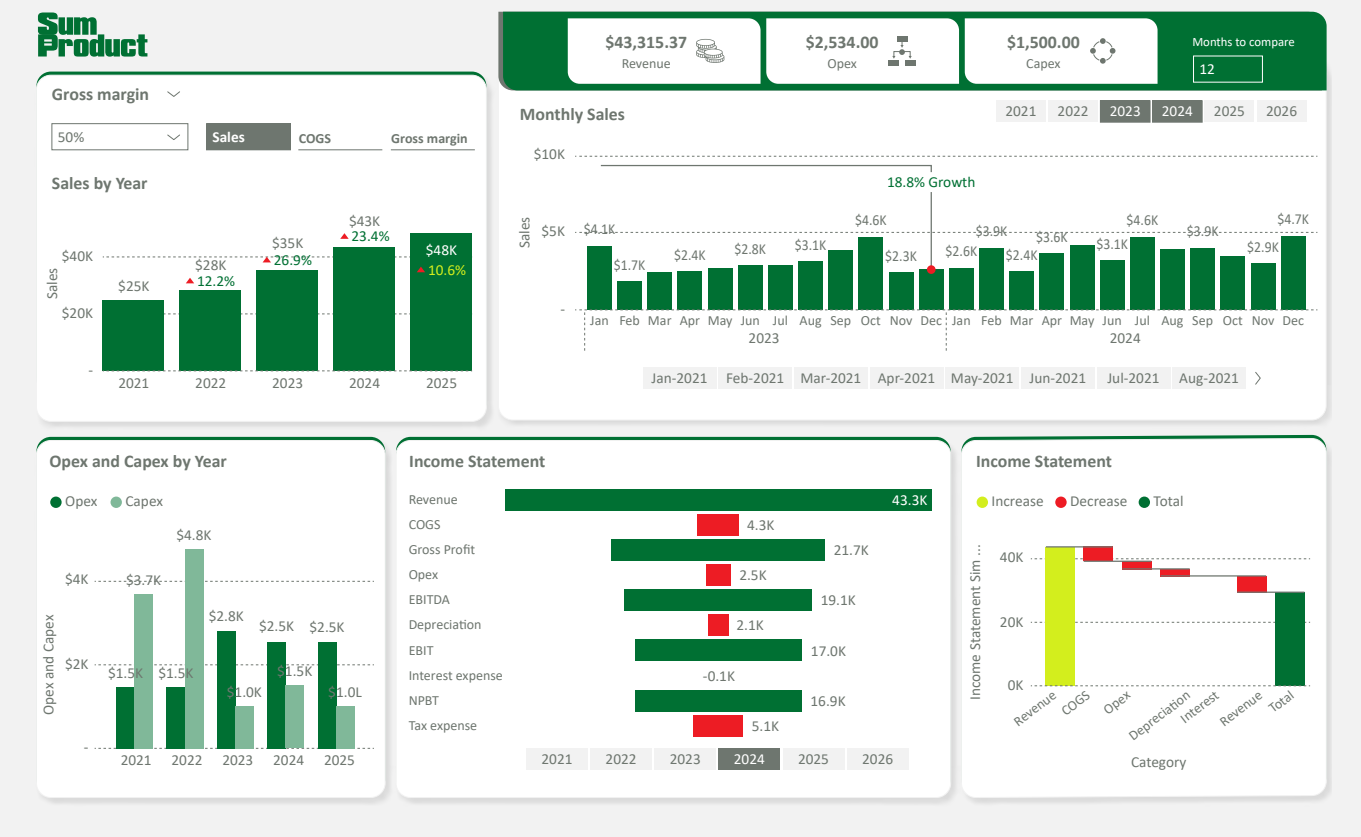 Sum
Product
$43,315.37
Revenue
$2,534.00
Opex
$1,500.00
Capex
Months to compare
12
Gross margin
50%
Sales
COGS
Gross margin
Sales by Year
Sales
$40K
$20K
-
$25K
$28K
12.2%
$35K
26.9%
$43K
23.4%
$48K
10.6%
2021 2022 2023 2024 2025
Monthly Sales
2021 2022 2023 2024 2025 2026
Sales
$10K
$5K
-
18.8% Growth
$4.1K $1.7K $2.4K $2.8K $3.1K $4.6K $2.3K $2.6K $3.9K $2.4K $3.6K $3.1K $4.6K $3.9K $2.9K $4.7K
Jan Feb Mar Apr May Jun Jul Aug Sep Oct Nov Dec Jan Feb Mar Apr May Jun Jul Aug Sep Oct Nov Dec
2023 2024
Jan-2021 Feb-2021 Mar-2021 Apr-2021 May-2021 Jun-2021 Jul-2021 Aug-2021
Opex and Capex by Year
Opex Capex
Opex and Capex
$4K
$2K
-
$1.5K $3.7K $1.5K $4.8K $2.8K $1.0K $2.5K $1.5K $2.5K $1.0L
2021 2022 2023 2024 2025
Income Statement
Revenue 43.3K
COGS 4.3K
Gross Profit 21.7K
Opex 2.5K
EBITDA 19.1K
Depreciation 2.1K
EBIT 17.0K
Interest expense -0.1K
NPBT 16.9K
Tax expense 5.1K
2021 2022 2023 2024 2025 2026
Income Statement
Increase Decrease Total
Income Statement Sim ...
40K
20K
0K
Revenue COGS Opex Depreciation Interest Revenue Total
Category